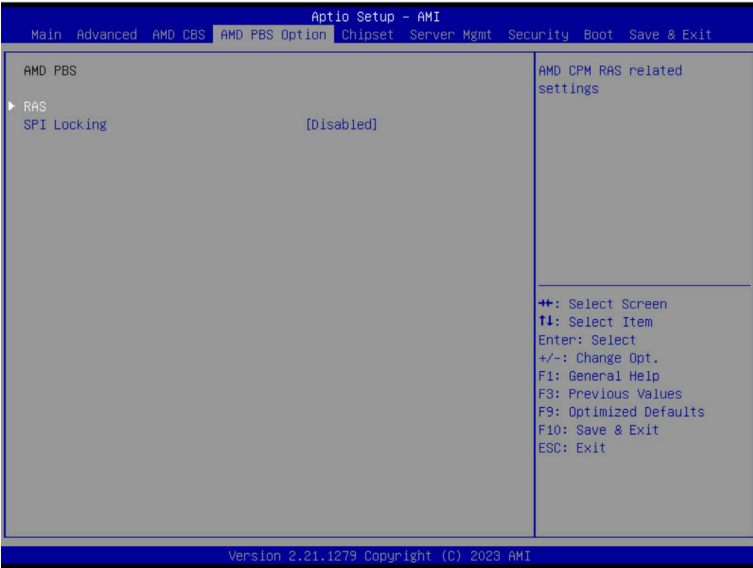 Aptio Setup - AMI
Main Advanced AMD CBS AMD PBS Option Chipset Server Mgmt Security Boot Save & Exit
AMD PBS
RAS
SPI Locking [Disabled]
AMD CPM RAS related
settings
→←: Select Screen
↑↓: Select Item
Enter: Select
+/-: Change Opt.
F1: General Help
F3: Previous Values
F9: Optimized Defaults
F10: Save & Exit
ESC: Exit
Version 2.21.1279 Copyright (C) 2023 AMI